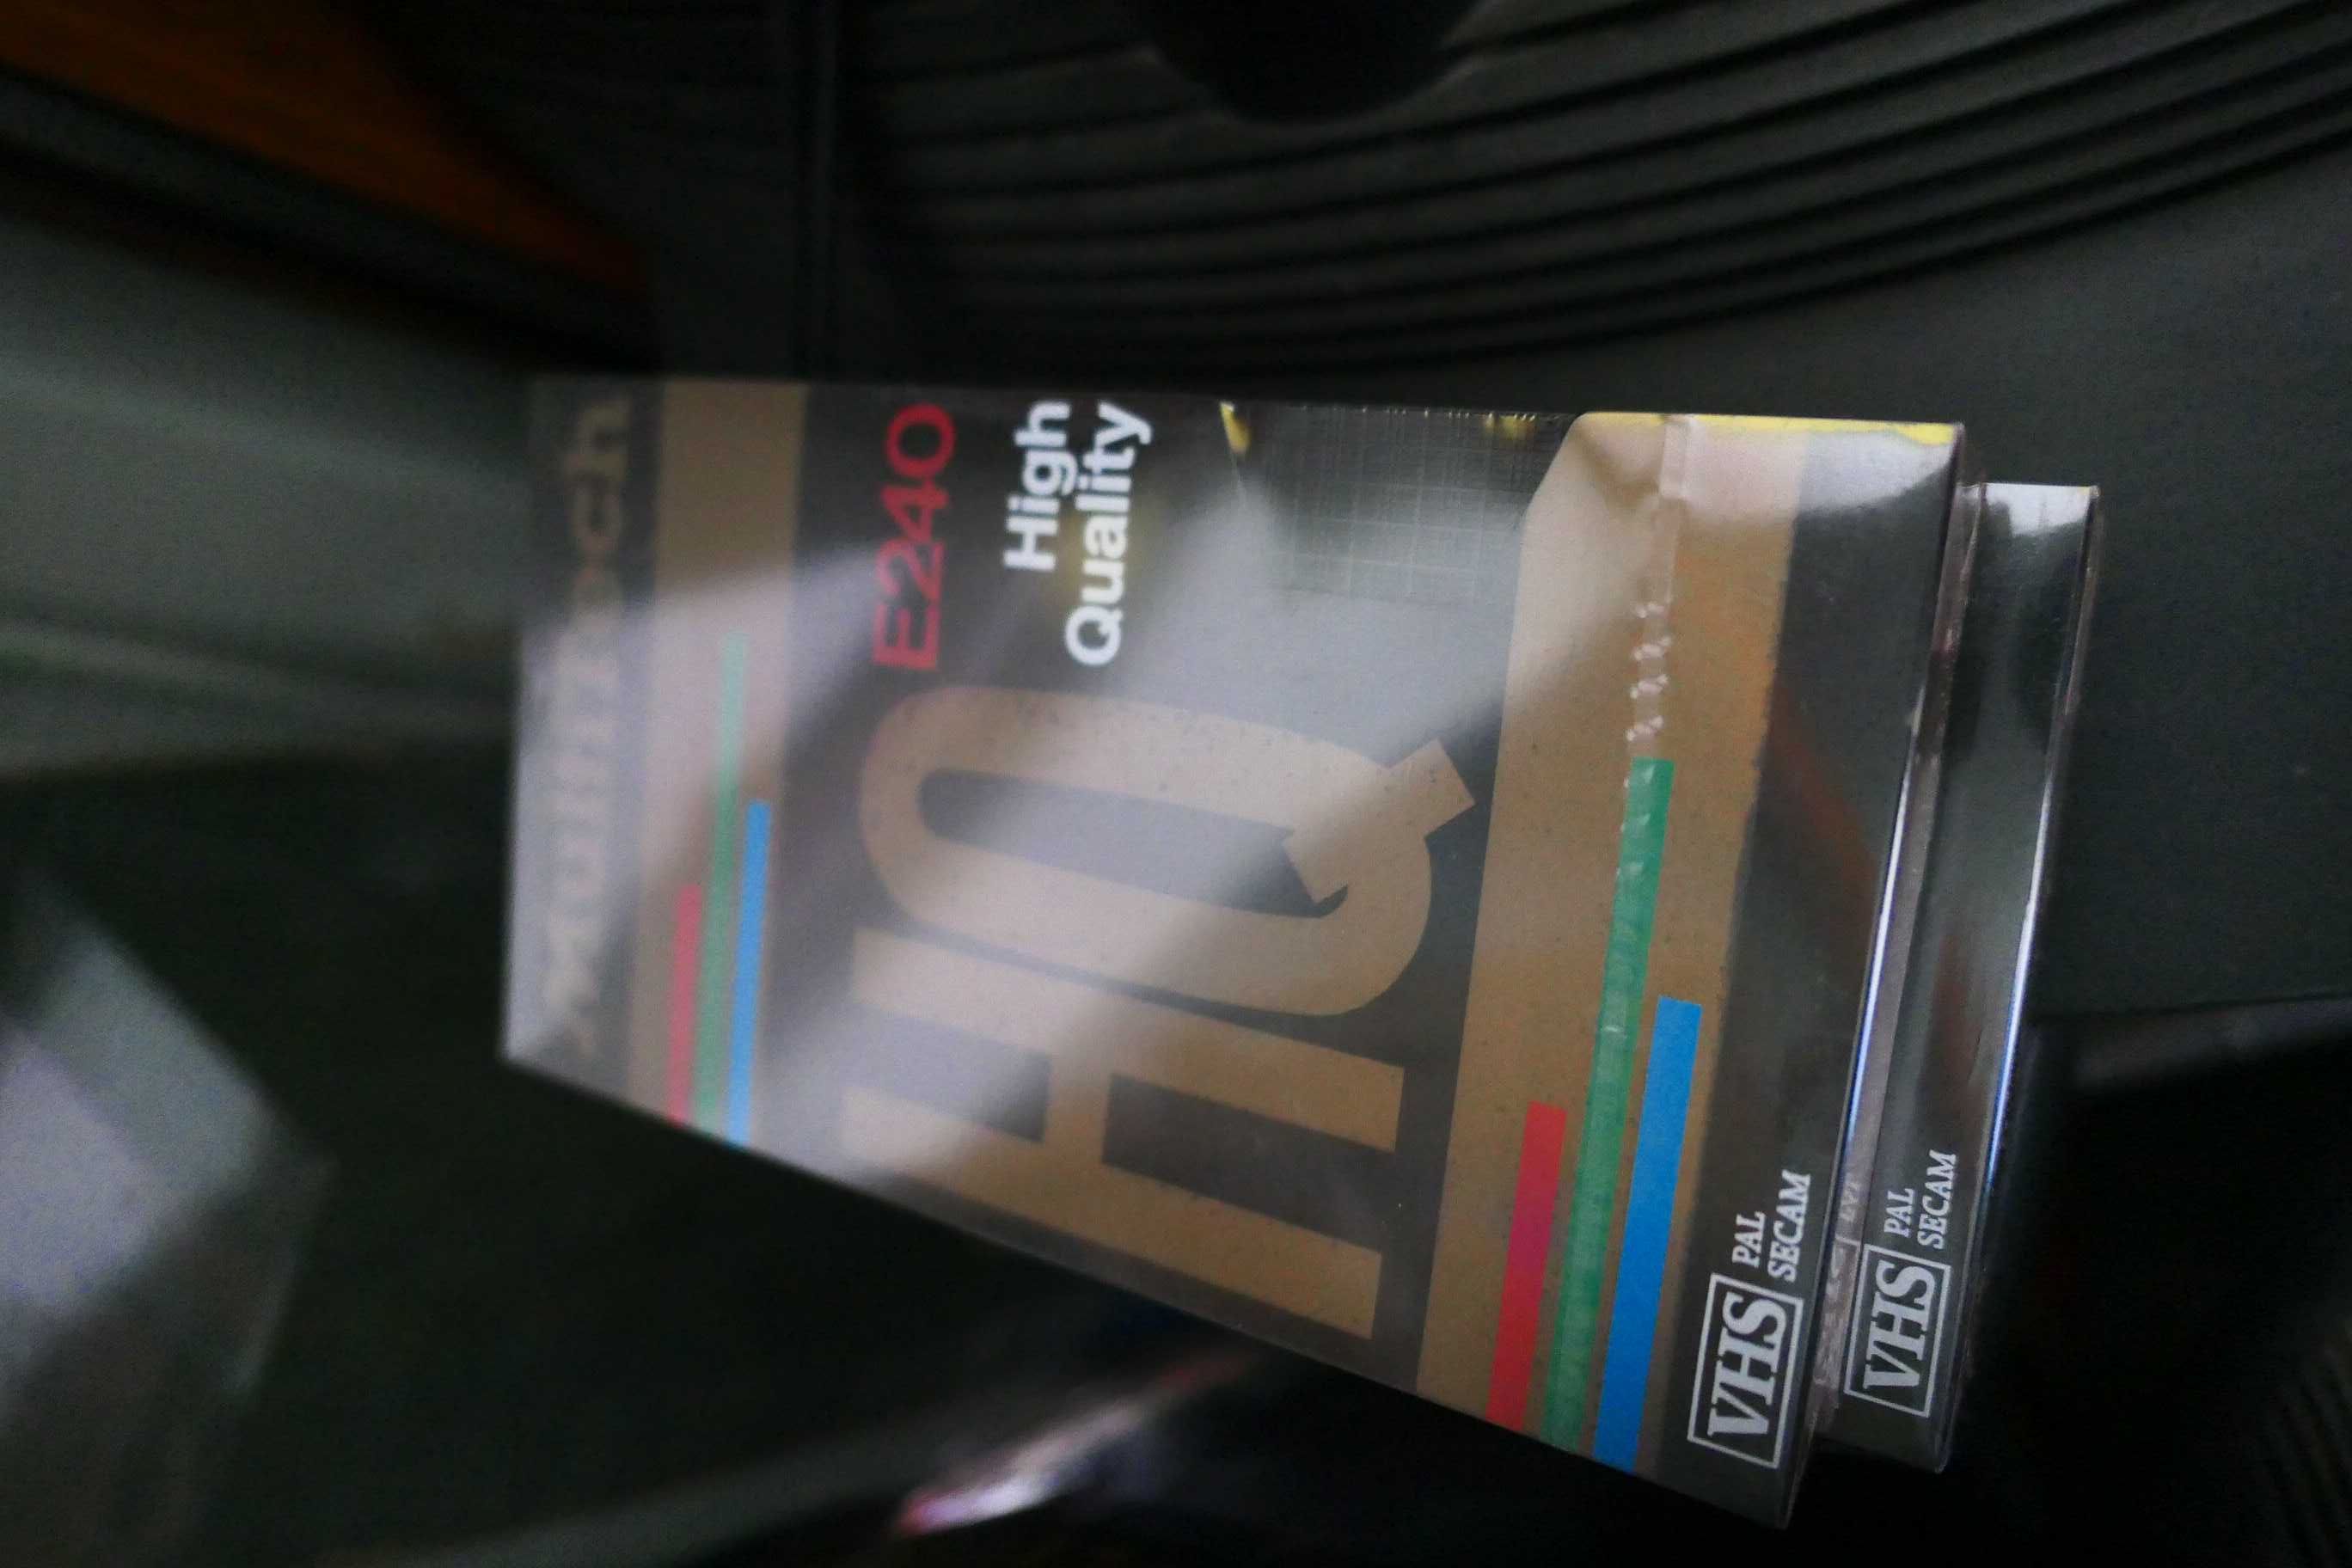 E240
High
Quality
HQ
VHS PAL
SECAM
VHS PAL
SECAM